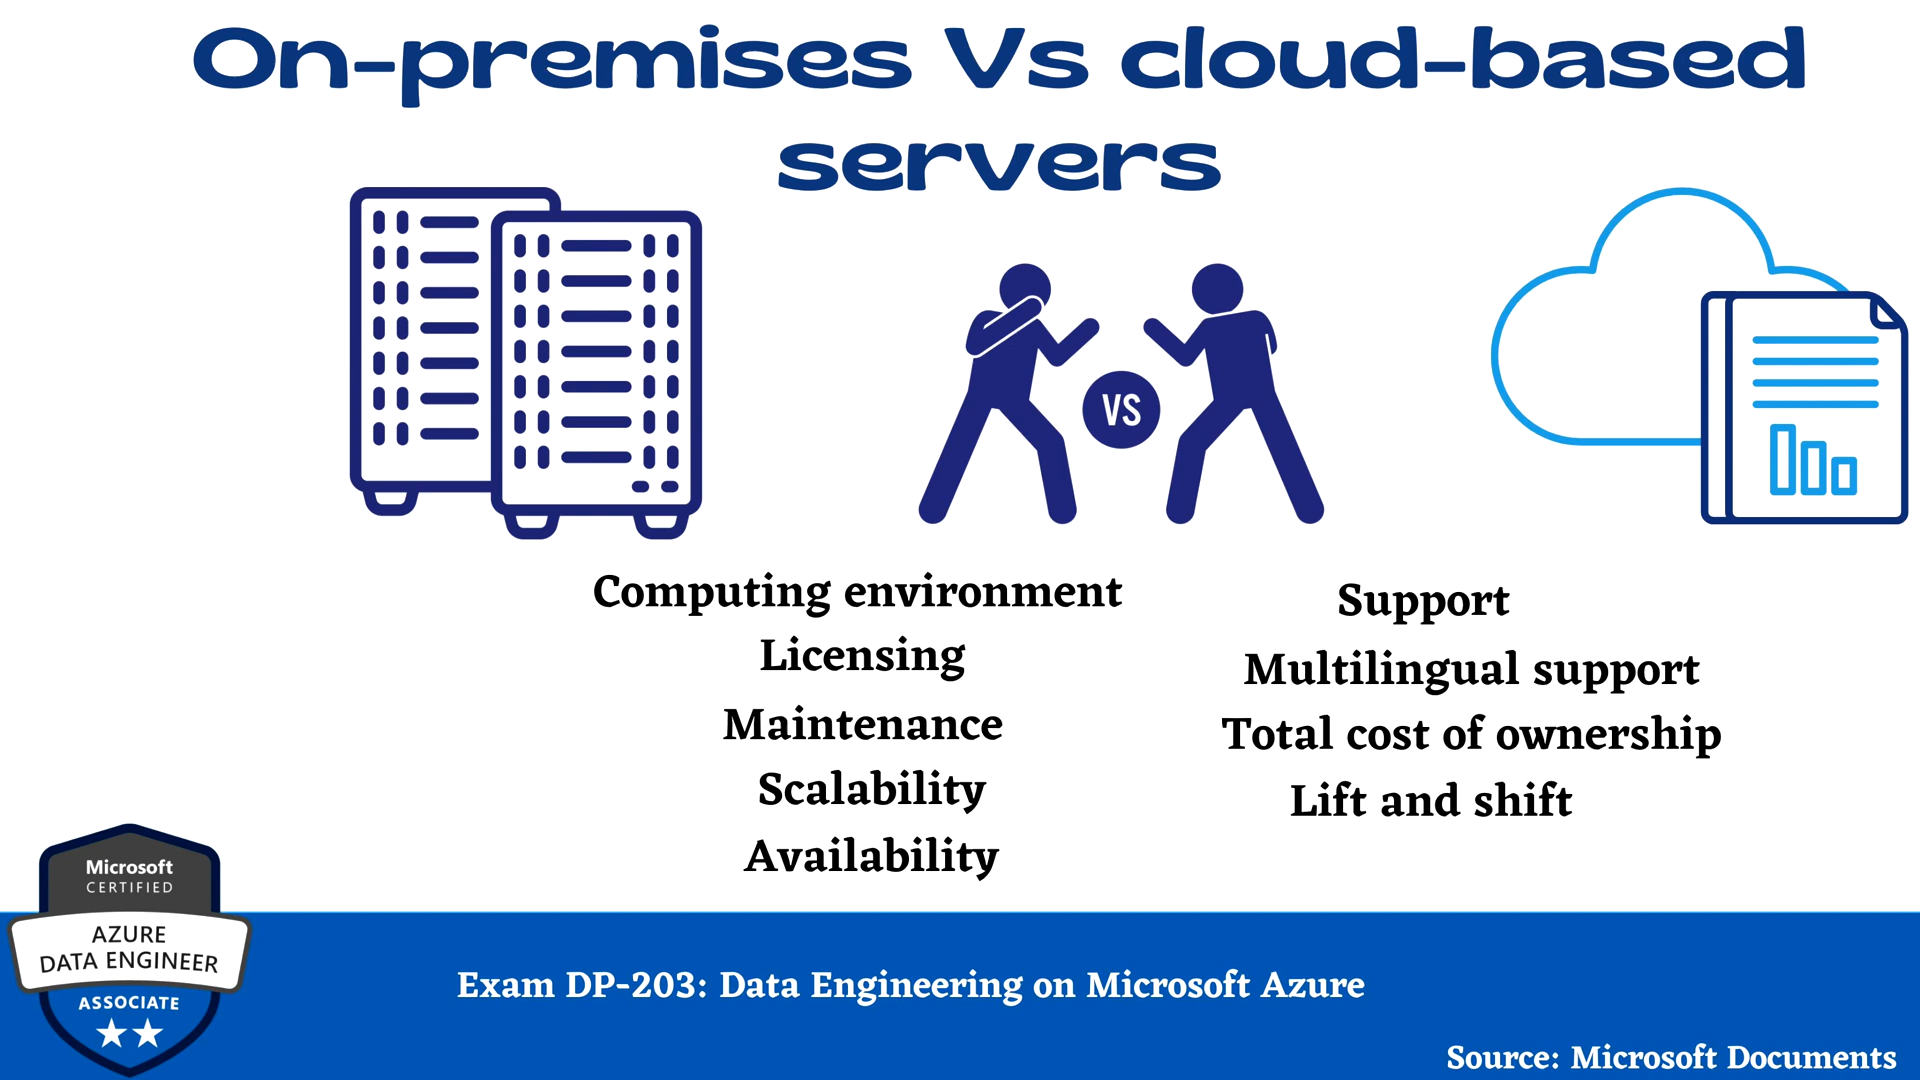 On-premises Vs cloud-based
servers
VS
Computing environment
Licensing
Maintenance
Scalability
Availability
Support
Multilingual support
Total cost of ownership
Lift and shift
Microsoft
CERTIFIED
AZURE
DATA ENGINEER
ASSOCIATE
Exam DP-203: Data Engineering on Microsoft Azure
Source: Microsoft Documents